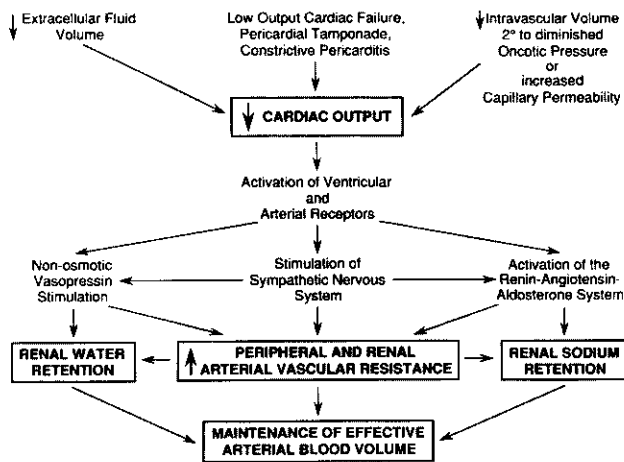 ↓ Extracellular Fluid
Volume
Low Output Cardiac Failure,
Pericardial Tamponade,
Constrictive Pericarditis
↓ Intravascular Volume
2° to diminished
Oncotic Pressure
or
increased
Capillary Permeability
↓ CARDIAC OUTPUT
Activation of Ventricular
and
Arterial Receptors
Non-osmotic
Vasopressin
Stimulation
Stimulation of
Sympathetic Nervous
System
Activation of the
Renin-Angiotensin-
Aldosterone System
RENAL WATER
RETENTION
↑ PERIPHERAL AND RENAL
ARTERIAL VASCULAR RESISTANCE
RENAL SODIUM
RETENTION
MAINTENANCE OF EFFECTIVE
ARTERIAL BLOOD VOLUME